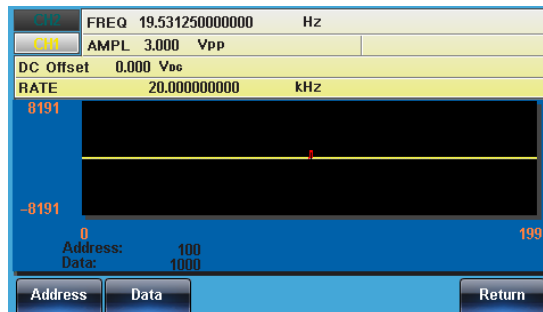 CH2 FREQ 19.531250000000 Hz
CH1 AMPL 3.000 Vpp
DC Offset 0.000 VDC
RATE 20.000000000 kHz
8191
-8191
0 199
Address: 100
Data: 1000
Address Data Return